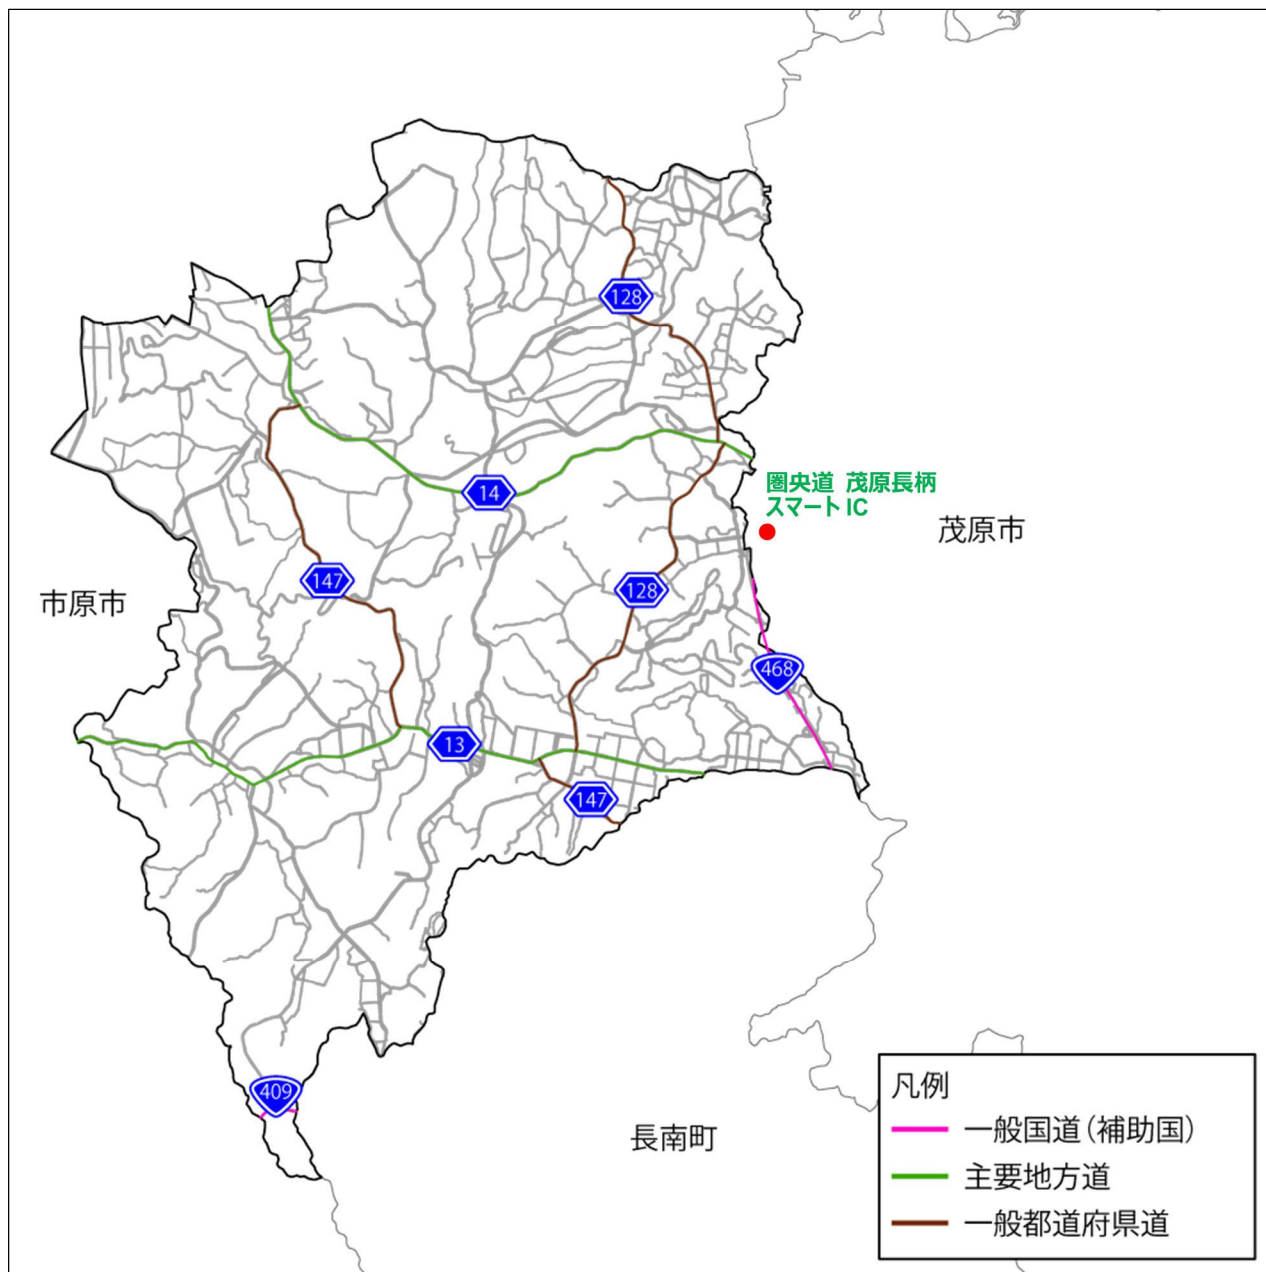 128
圏央道 茂原長柄
スマート IC
14
茂原市
147
128
市原市
468
13
147
409
長南町
凡例
一般国道(補助国)
主要地方道
一般都道府県道